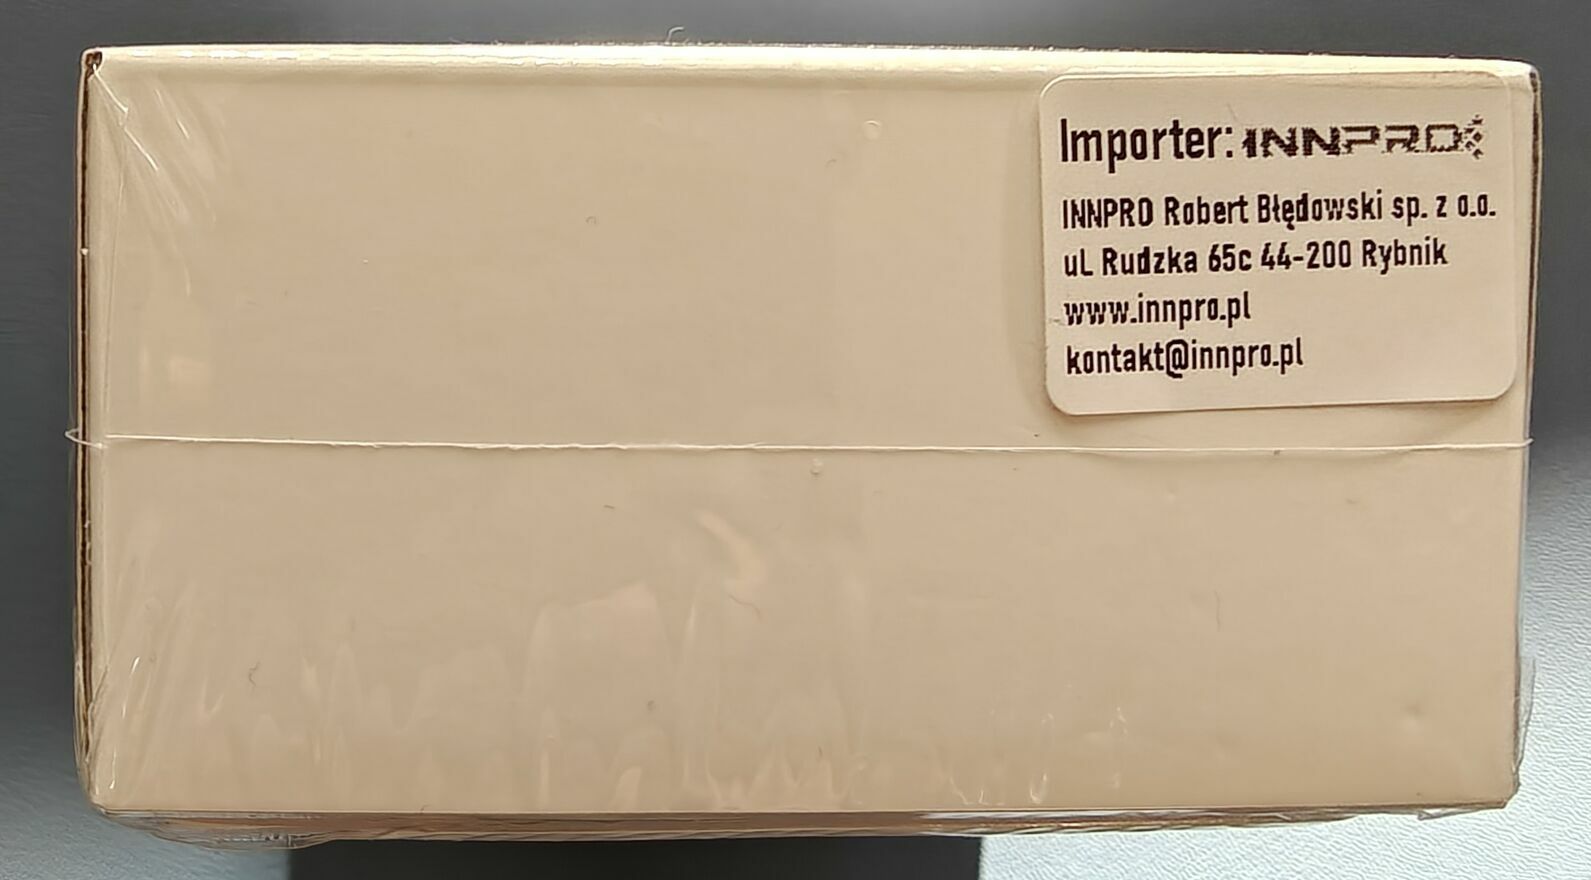 Importer: INNPRO
INNPRO Robert Błędowski sp. z o.o.
ul. Rudzka 65c 44-200 Rybnik
www.innpro.pl
kontakt@innpro.pl